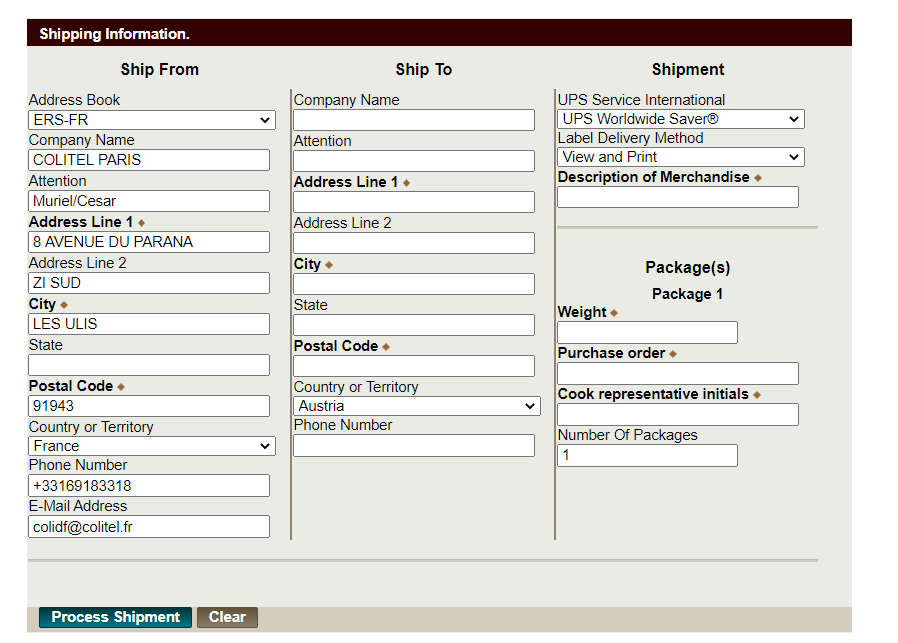 Shipping Information.
Ship From
Address Book
ERS-FR
Company Name
COLITEL PARIS
Attention
Muriel/Cesar
Address Line 1
8 AVENUE DU PARANA
Address Line 2
ZI SUD
City
LES ULIS
State
Postal Code
91943
Country or Territory
France
Phone Number
+33169183318
E-Mail Address
colidf@colitel.fr
Ship To
Company Name
Attention
Address Line 1
Address Line 2
City
State
Postal Code
Country or Territory
Austria
Phone Number
Shipment
UPS Service International
UPS Worldwide Saver®
Label Delivery Method
View and Print
Description of Merchandise
Package(s)
Package 1
Weight
Purchase order
Cook representative initials
Number Of Packages
1
Process Shipment
Clear